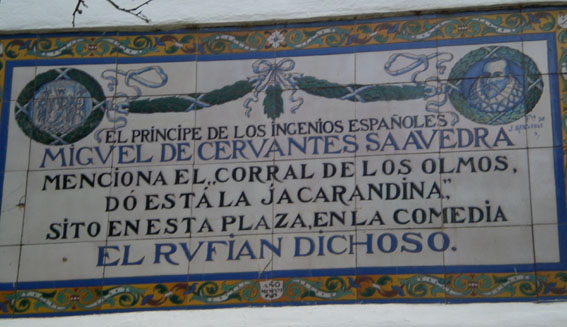 EL PRÍNCIPE DE LOS INGENIOS ESPAÑOLES
MIGVEL DE CERVANTES SAAVEDRA
MENCIONA EL „CORRAL DE LOS OLMOS,
DÓ ESTÁ LA JACARANDINA,”
SITO EN ESTA PLAZA, EN LA COMEDIA
EL RVFIAN DICHOSO.